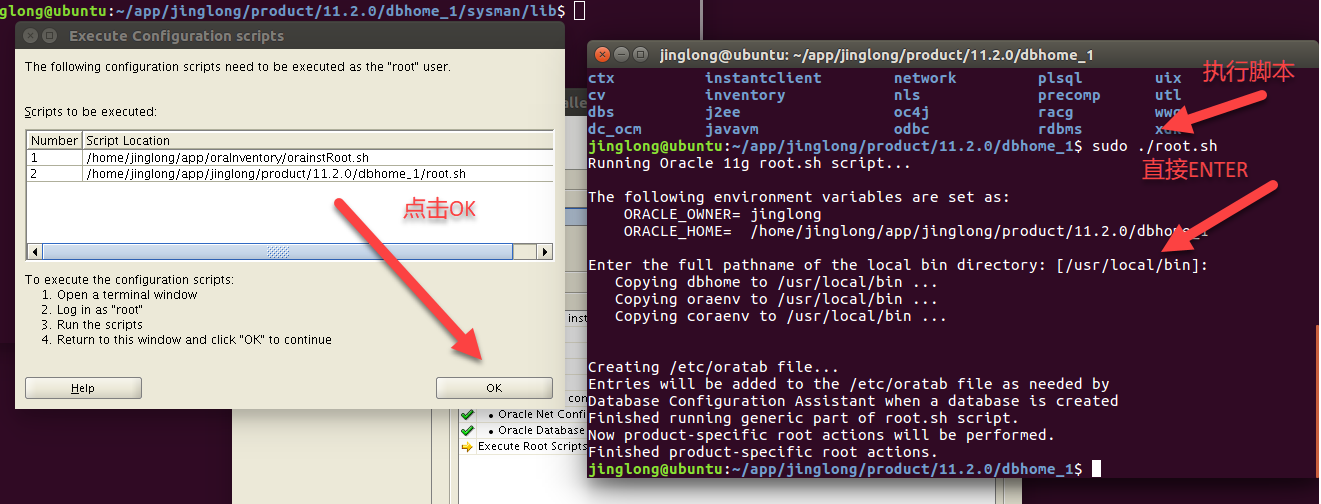 nglong@ubuntu:~/app/jinglong/product/11.2.0/dbhome_1/sysman/lib$
Execute Configuration scripts
The following configuration scripts need to be executed as the "root" user.
Scripts to be executed:
Number Script Location
1 /home/jinglong/app/oraInventory/orainstRoot.sh
2 /home/jinglong/app/jinglong/product/11.2.0/dbhome_1/root.sh
点击OK
To execute the configuration scripts:
1. Open a terminal window
2. Log in as "root"
3. Run the scripts
4. Return to this window and click "OK" to continue
Help
OK
alle
inst
con
Oracle Net Confi
Oracle Database
Execute Root Scripts
jinglong@ubuntu: ~/app/jinglong/product/11.2.0/dbhome_1
ctx instantclient network plsql uix
cv inventory nls precomp utl
dbs j2ee oc4j racg
dc_ocm javavm odbc rdbms
执行脚本
jinglong@ubuntu:~/app/jinglong/product/11.2.0/dbhome_1$ sudo ./root.sh
Running Oracle 11g root.sh script...
直接ENTER
The following environment variables are set as:
ORACLE_OWNER= jinglong
ORACLE_HOME= /home/jinglong/app/jinglong/product/11.2.0/dbhome_1
Enter the full pathname of the local bin directory: [/usr/local/bin]:
Copying dbhome to /usr/local/bin ...
Copying oraenv to /usr/local/bin ...
Copying coraenv to /usr/local/bin ...
Creating /etc/oratab file...
Entries will be added to the /etc/oratab file as needed by
Database Configuration Assistant when a database is created
Finished running generic part of root.sh script.
Now product-specific root actions will be performed.
Finished product-specific root actions.
jinglong@ubuntu:~/app/jinglong/product/11.2.0/dbhome_1$